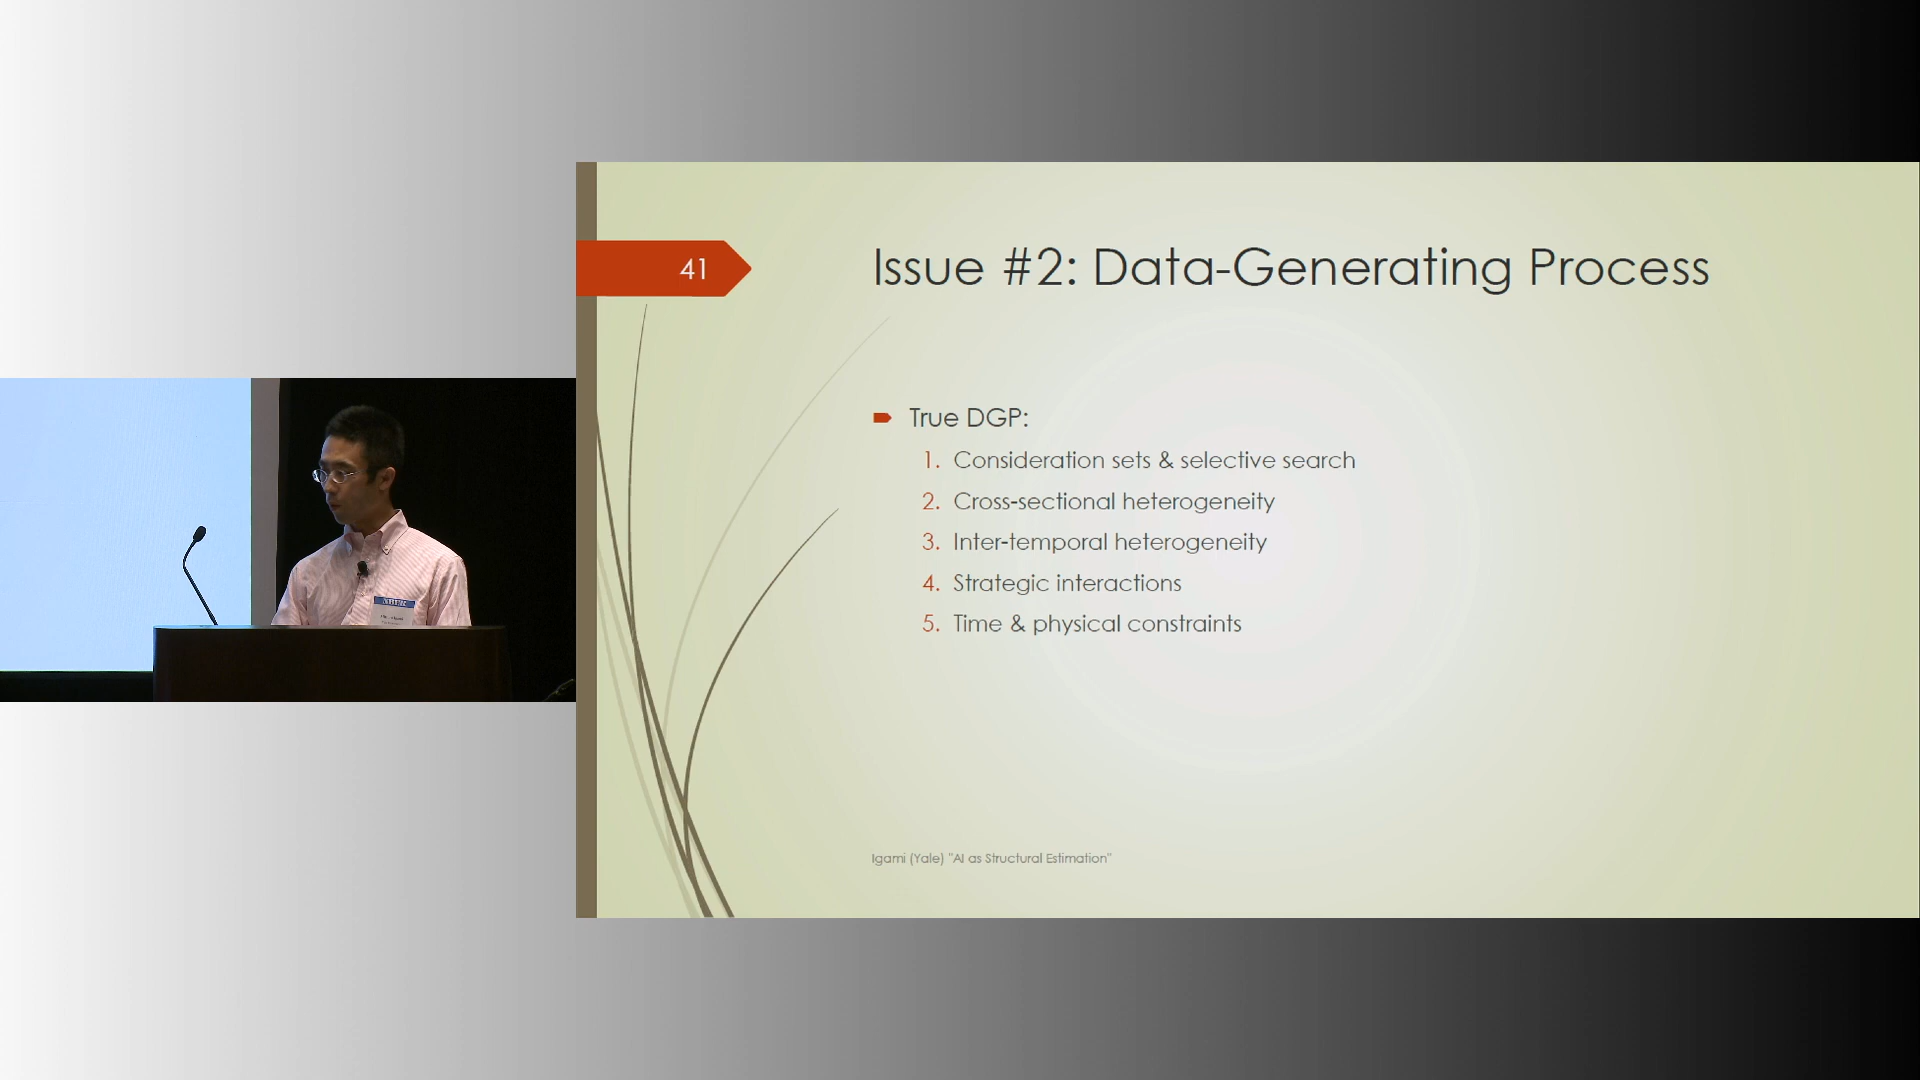 41
Issue #2: Data-Generating Process
True DGP:
1. Consideration sets & selective search
2. Cross-sectional heterogeneity
3. Inter-temporal heterogeneity
4. Strategic interactions
5. Time & physical constraints
Igami (Yale) "AI as Structural Estimation"